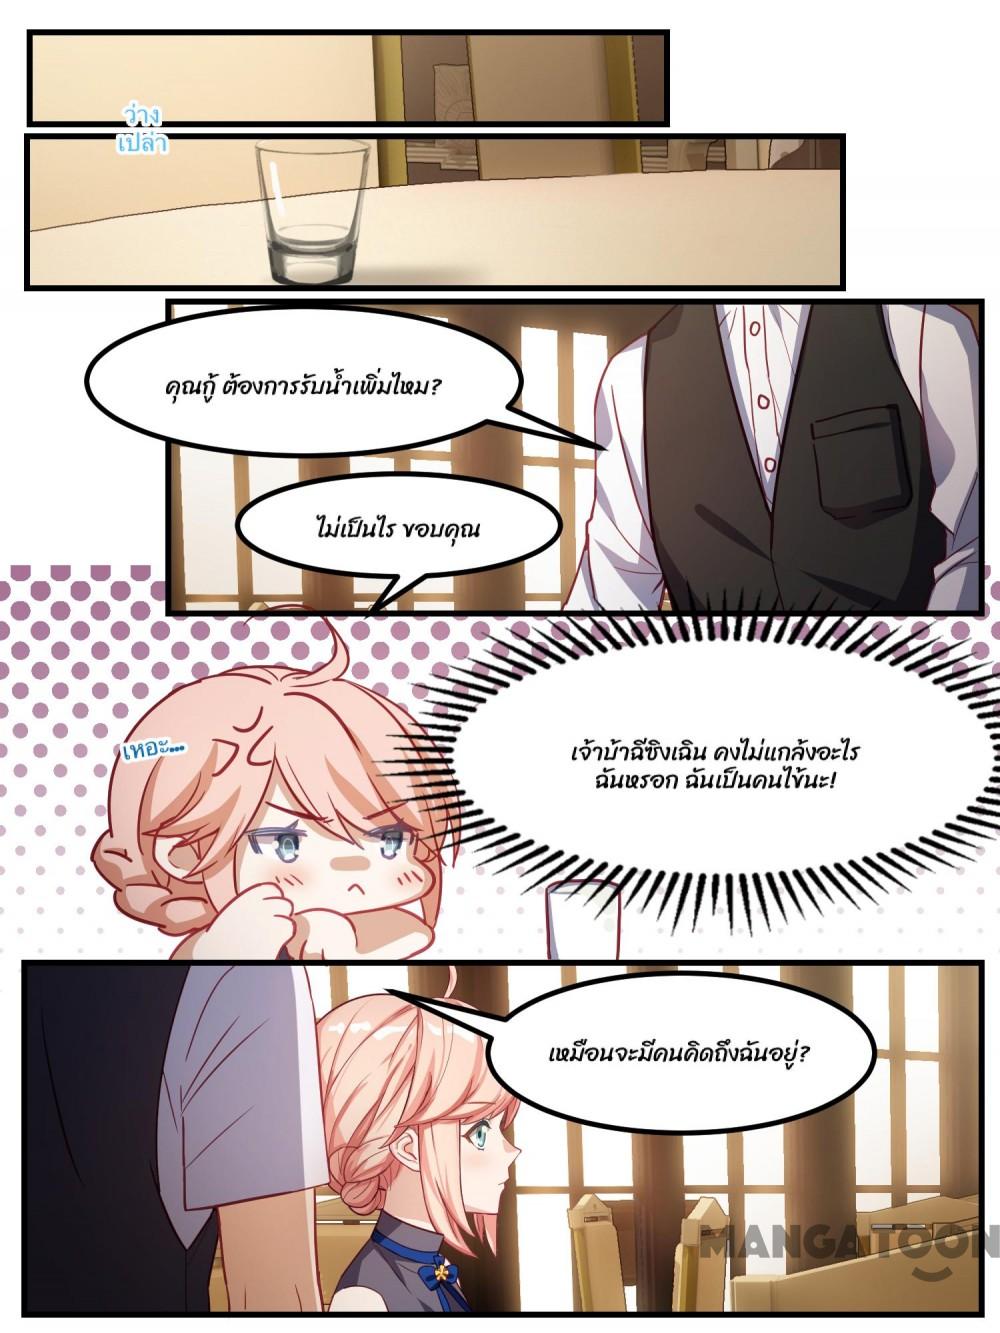 ว่าง
เปล่า
คุณกู้ ต้องการรับน้ำเพิ่มไหม?
ไม่เป็นไร ขอบคุณ
เหอะ...
เจ้าบ้าฉีซิงเฉิน คงไม่แกล้งอะไร
ฉันหรอก ฉันเป็นคนไข้นะ!
เหมือนจะมีคนคิดถึงฉันอยู่?
MANGATOON